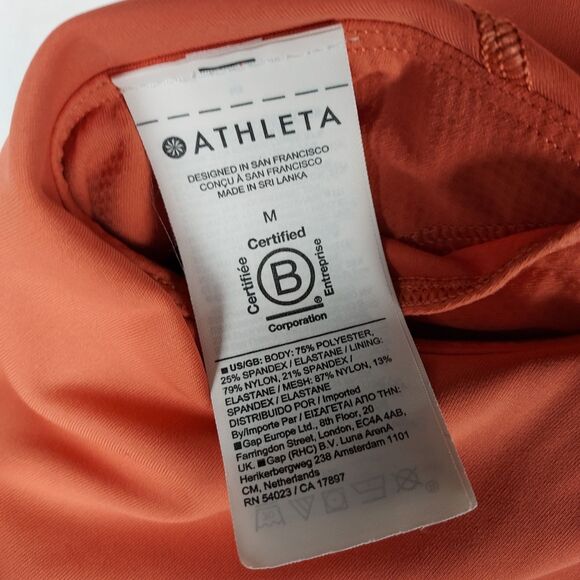 ATHLETA
DESIGNED IN SAN FRANCISCO
CONÇU À SAN FRANCISCO
MADE IN SRI LANKA
M
Certified
Certifiée
B
Entreprise
®
Corporation
■ US/GB: BODY: 75% POLYESTER,
25% SPANDEX / ELASTANE / LINING:
79% NYLON, 21% SPANDEX /
ELASTANE / MESH: 87% NYLON, 13%
SPANDEX / ELASTANE
DISTRIBUIDO POR / Imported
By/Importe Par / ΕΙΣΑΓΕΤΑΙ ΑΠΟ ΤΗΝ:
■ Gap Europe Ltd., 8th Floor, 20
Farringdon Street, London, EC4A 4AB,
UK. ■ Gap (RHC) B.V. Luna ArenA
Herikerbergweg 238 Amsterdam 1101
CM, Netherlands
RN 54023 / CA 17897